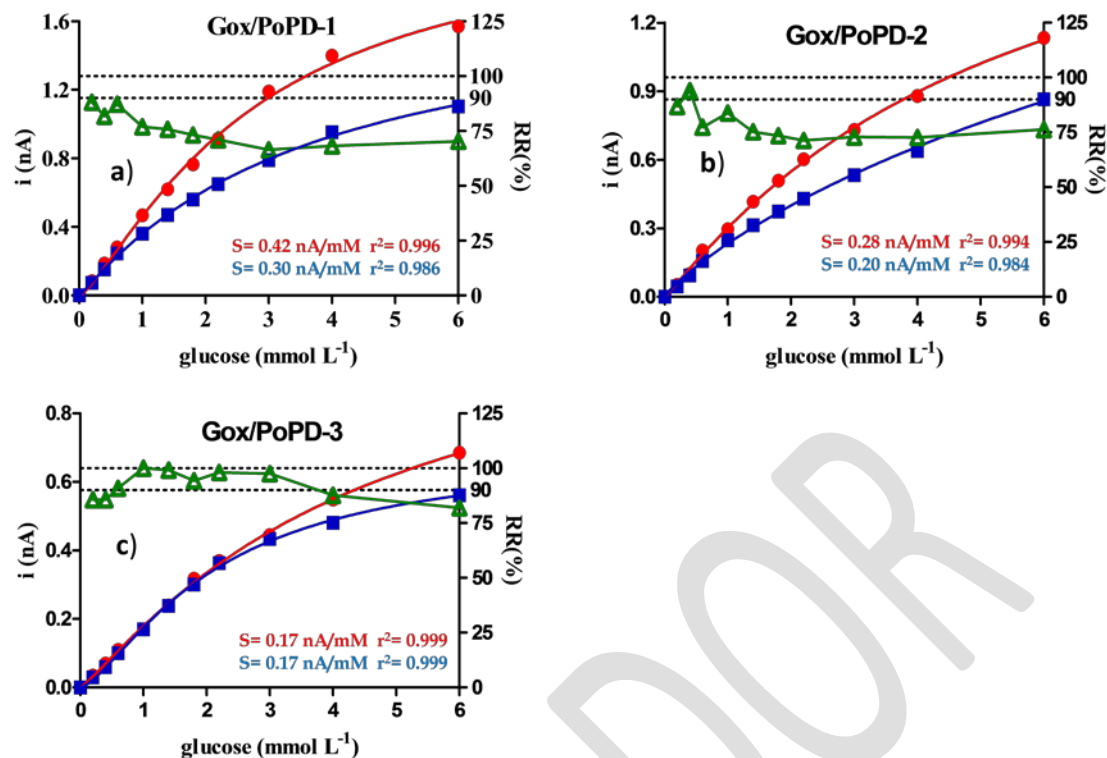 Gox/PoPD-1
1.6
1.2
0.8
0.4
0.0
i (nA)
125
100
90
75
50
25
0
RR(%)
a)
S= 0.42 nA/mM r²= 0.996
S= 0.30 nA/mM r²= 0.986
0 1 2 3 4 5 6
glucose (mmol L⁻¹)
Gox/PoPD-2
1.2
0.9
0.6
0.3
0.0
i (nA)
125
100
90
75
50
25
0
RR(%)
b)
S= 0.28 nA/mM r²= 0.994
S= 0.20 nA/mM r²= 0.984
0 1 2 3 4 5 6
glucose (mmol L⁻¹)
Gox/PoPD-3
0.8
0.6
0.4
0.2
0.0
i (nA)
125
100
90
75
50
25
0
RR(%)
c)
S= 0.17 nA/mM r²= 0.999
S= 0.17 nA/mM r²= 0.999
0 1 2 3 4 5 6
glucose (mmol L⁻¹)
DOR